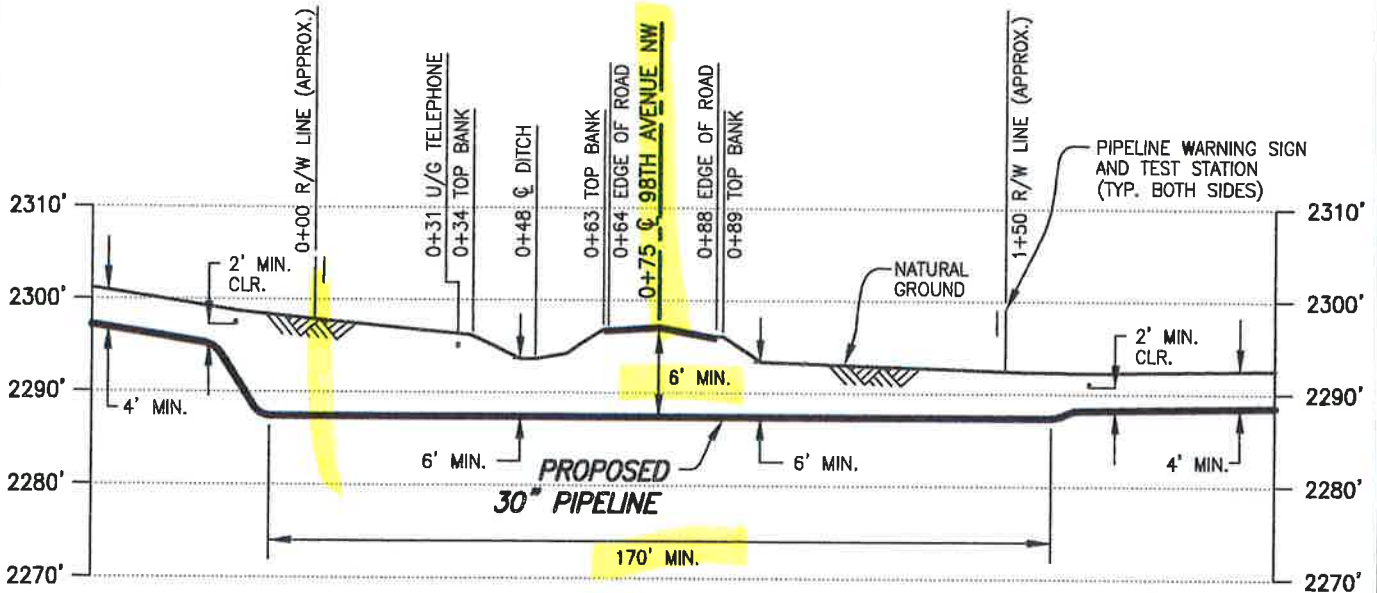 0+00 R/W LINE (APPROX.)
0+31 U/G TELEPHONE
0+34 TOP BANK
0+48 ℄ DITCH
0+63 TOP BANK
0+64 EDGE OF ROAD
0+75 ℄ 98TH AVENUE NW
0+88 EDGE OF ROAD
0+89 TOP BANK
1+50 R/W LINE (APPROX.)
PIPELINE WARNING SIGN
AND TEST STATION
(TYP. BOTH SIDES)
2310'
2310'
2' MIN.
CLR.
NATURAL
GROUND
2300'
2300'
2' MIN.
CLR.
6' MIN.
2290'
2290'
4' MIN.
6' MIN.
6' MIN.
4' MIN.
PROPOSED
30" PIPELINE
2280'
2280'
170' MIN.
2270'
2270'